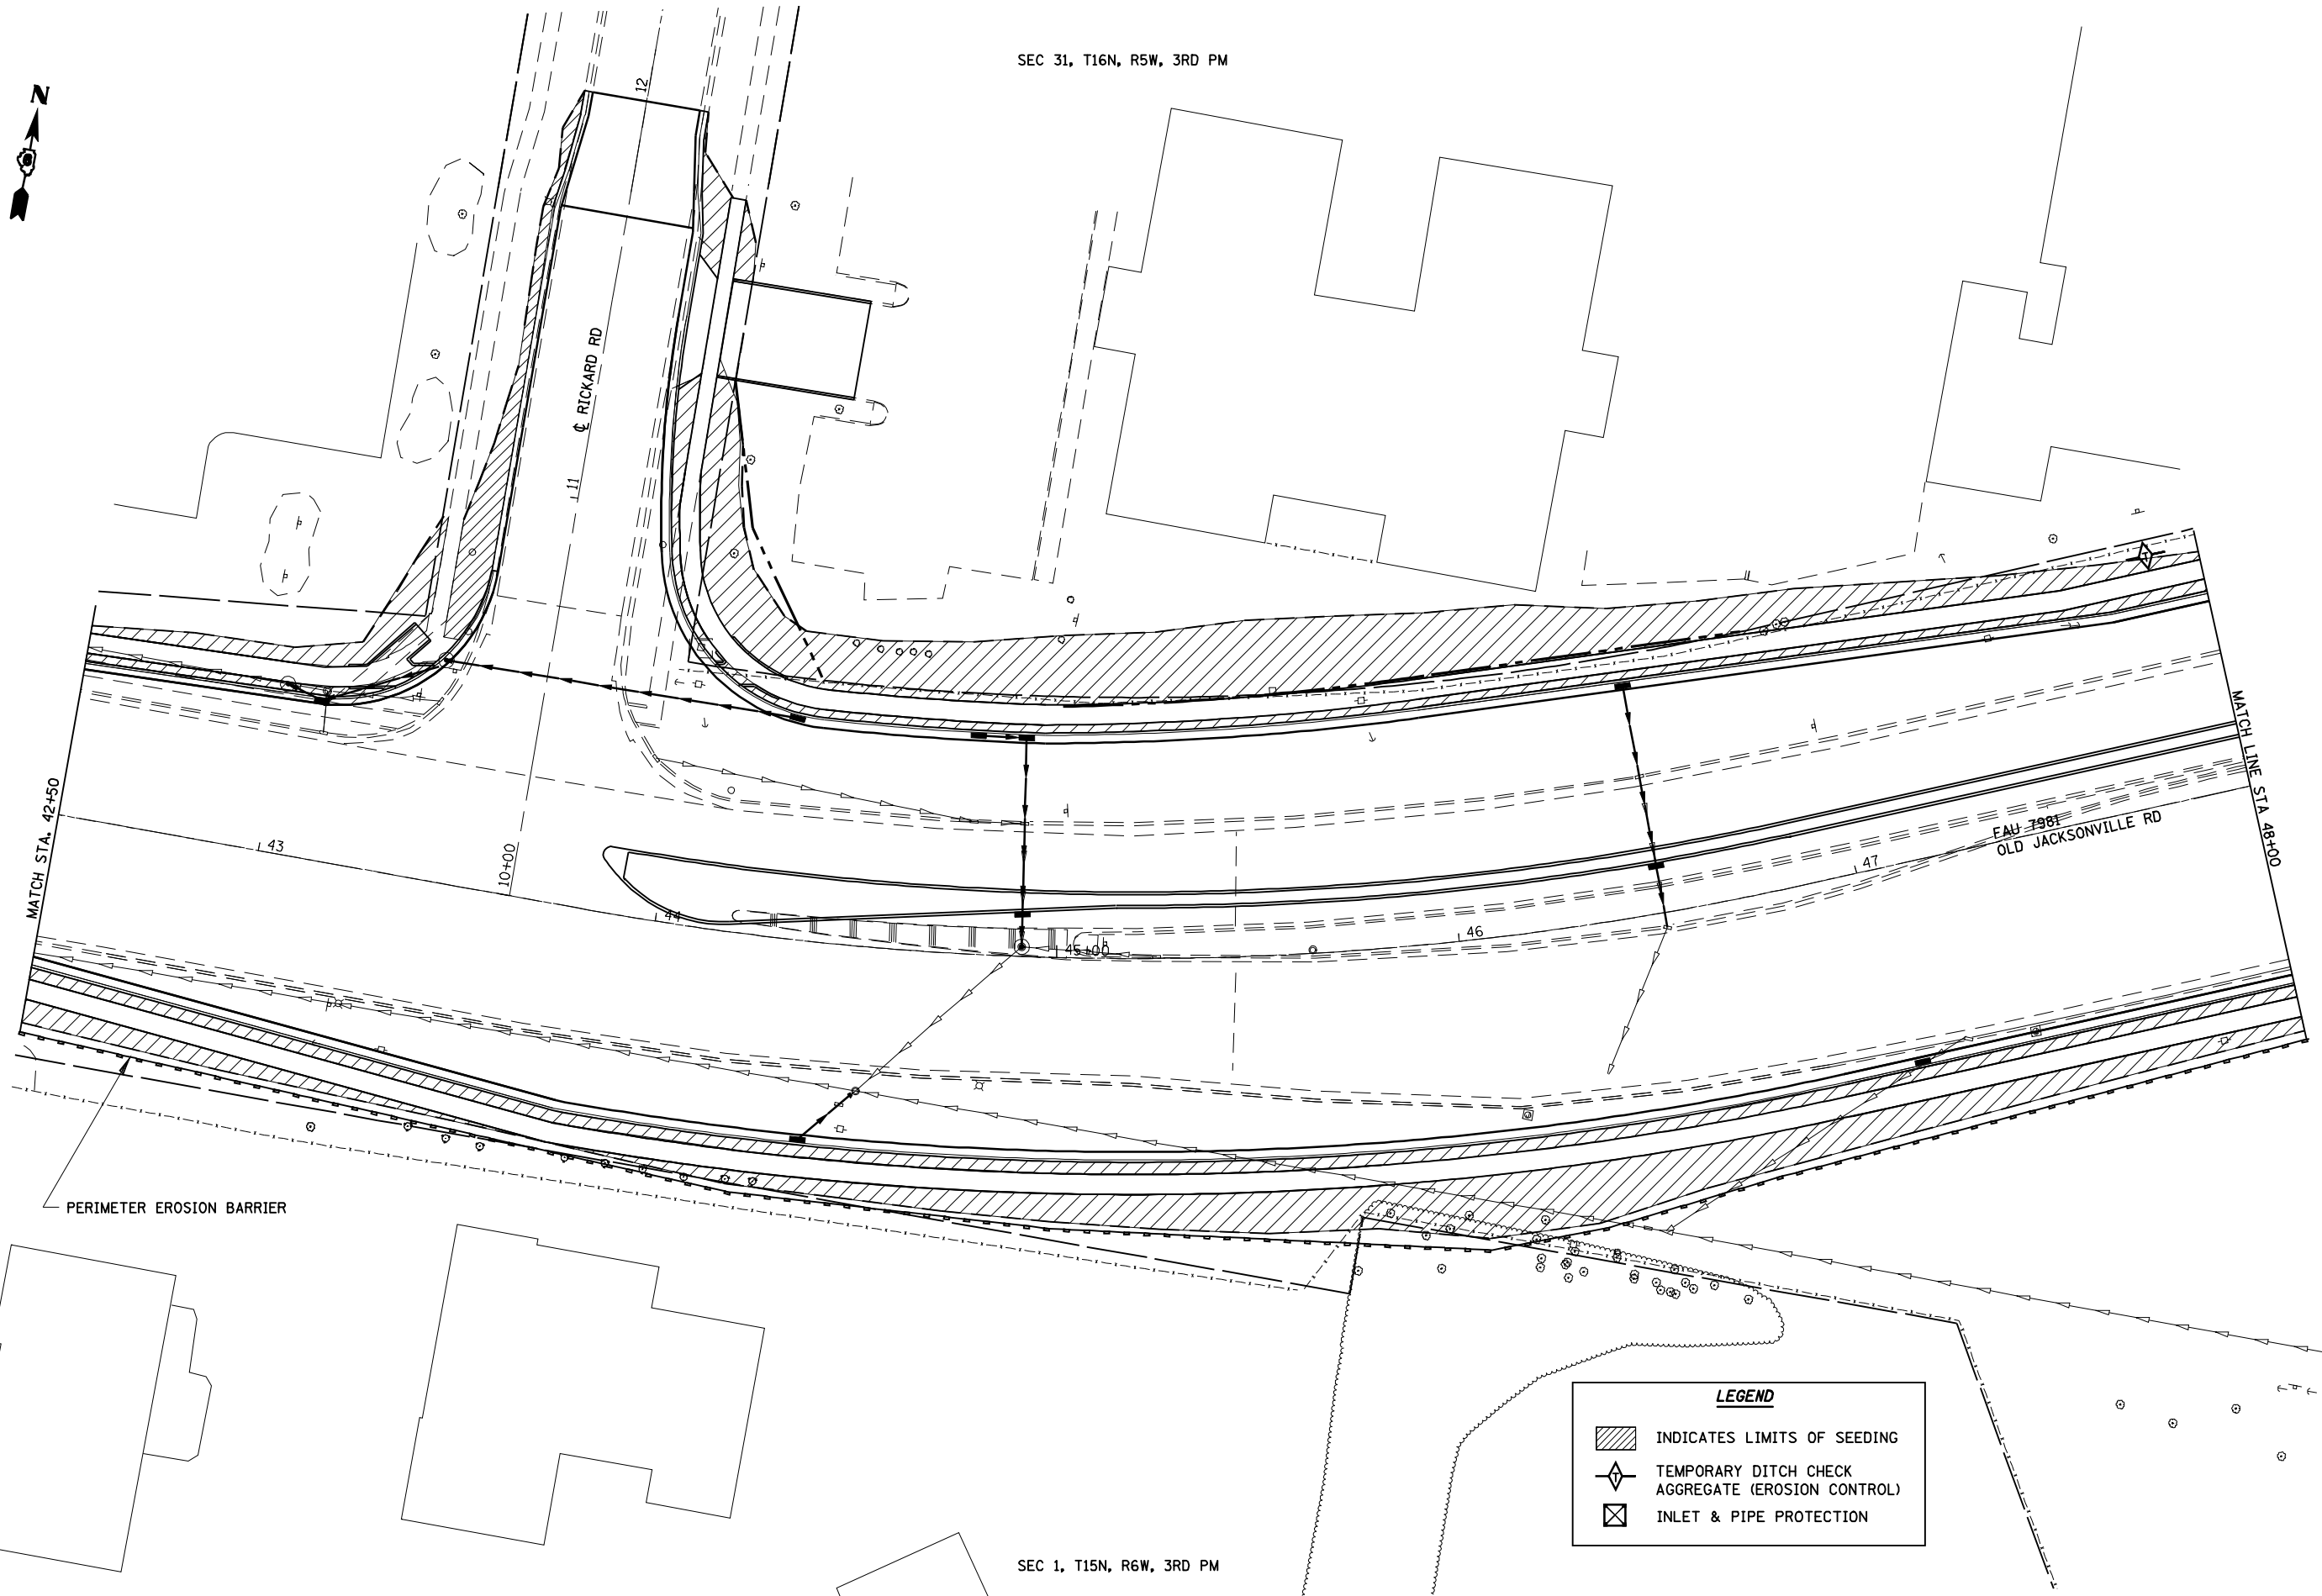 SEC 31, T16N, R5W, 3RD PM
N
12
℄ RICKARD RD
11
10+00
MATCH STA. 42+50
43
44
45+00
46
47
FAU 7981
OLD JACKSONVILLE RD
MATCH LINE STA 48+00
T
PERIMETER EROSION BARRIER
LEGEND
INDICATES LIMITS OF SEEDING
T
TEMPORARY DITCH CHECK
AGGREGATE (EROSION CONTROL)
INLET & PIPE PROTECTION
SEC 1, T15N, R6W, 3RD PM